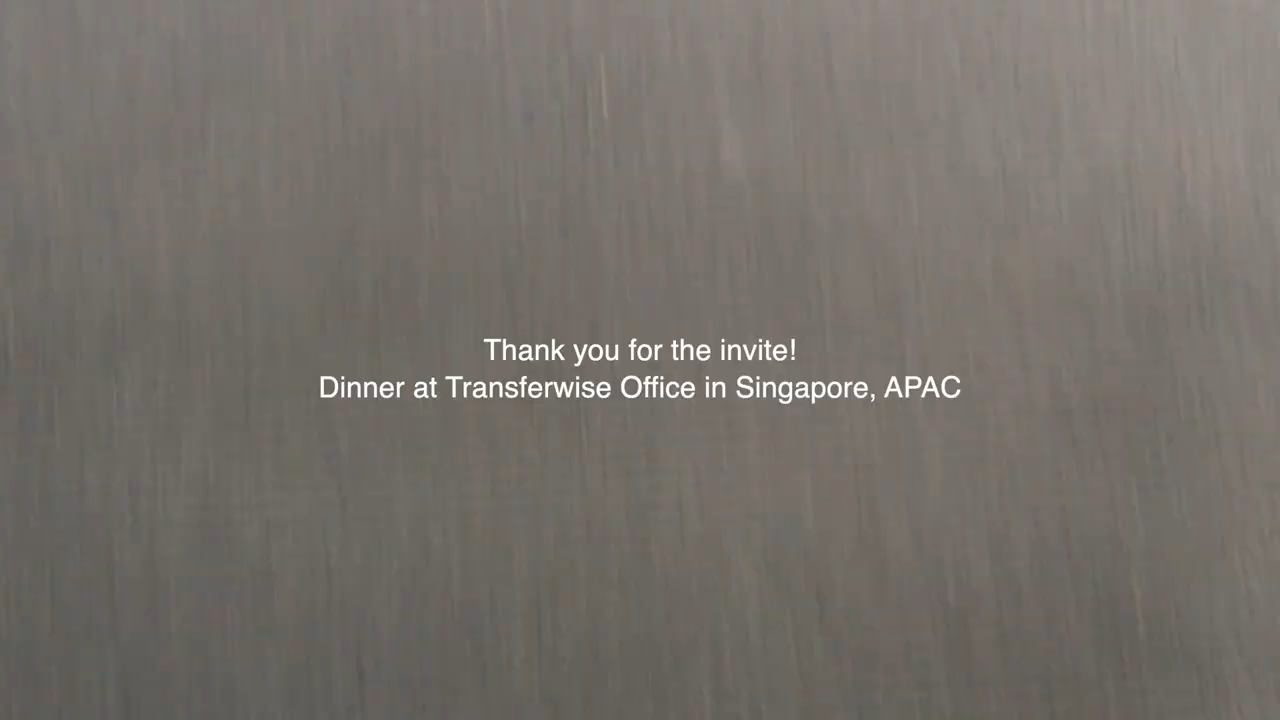 Thank you for the invite!
Dinner at Transferwise Office in Singapore, APAC